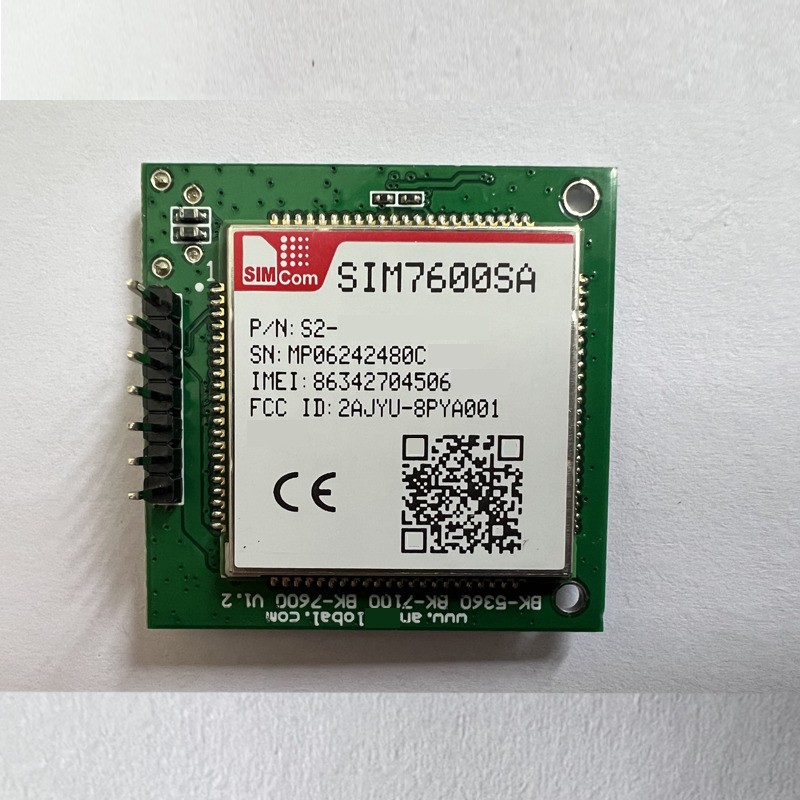 1
SIMCom
SIM7600SA
P/N: S2-
SN: MP06242480C
IMEI: 86342704506
FCC ID: 2AJYU-8PYA001
CE
BK-5360 BK-7100 BK-7600 V1.2
www.an lobal.com